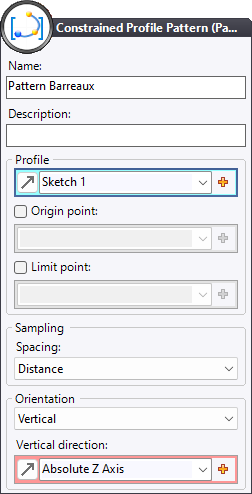 Constrained Profile Pattern (Pa...
Name:
Pattern Barreaux
Description:
Profile
Sketch 1
Origin point:
Limit point:
Sampling
Spacing:
Distance
Orientation
Vertical
Vertical direction:
Absolute Z Axis